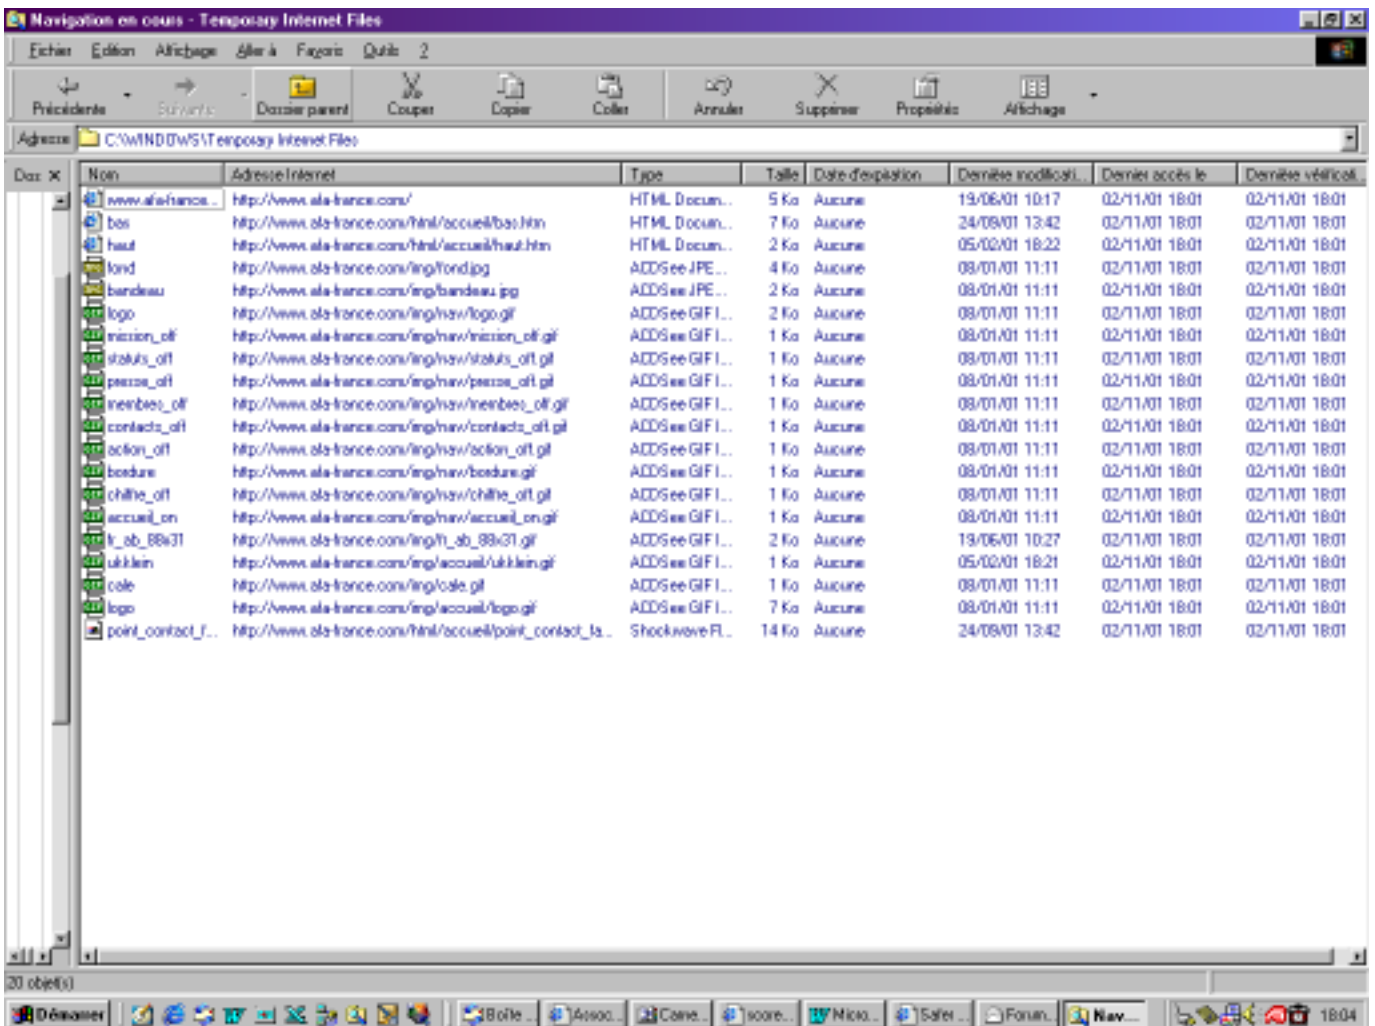 Navigation en cours - Temporary Internet Files
Fichier Edition Affichage Aller à Favoris Outils ?
Précédente Suivante Dossier parent Couper Copier Coller Annuler Supprimer Propriétés Affichage
Adresse C:\WINDOWS\Temporary Internet Files
Dos Nom Adresse Internet Type Taille Date d'expiration Dernière modificati... Dernier accès le Dernière vérificati...
www.afa-france... http://www.afa-france.com/ HTML Docum... 5 Ko Aucune 19/06/01 10:17 02/11/01 18:01 02/11/01 18:01
bas http://www.afa-france.com/html/accueil/bas.htm HTML Docum... 7 Ko Aucune 24/09/01 13:42 02/11/01 18:01 02/11/01 18:01
haut http://www.afa-france.com/html/accueil/haut.htm HTML Docum... 2 Ko Aucune 05/02/01 18:22 02/11/01 18:01 02/11/01 18:01
fond http://www.afa-france.com/img/fond.jpg ACDSee JPE... 4 Ko Aucune 08/01/01 11:11 02/11/01 18:01 02/11/01 18:01
bandeau http://www.afa-france.com/img/bandeau.jpg ACDSee JPE... 2 Ko Aucune 08/01/01 11:11 02/11/01 18:01 02/11/01 18:01
logo http://www.afa-france.com/img/nav/logo.gif ACDSee GIF I... 2 Ko Aucune 08/01/01 11:11 02/11/01 18:01 02/11/01 18:01
mission_off http://www.afa-france.com/img/nav/mission_off.gif ACDSee GIF I... 1 Ko Aucune 08/01/01 11:11 02/11/01 18:01 02/11/01 18:01
statuts_off http://www.afa-france.com/img/nav/statuts_off.gif ACDSee GIF I... 1 Ko Aucune 08/01/01 11:11 02/11/01 18:01 02/11/01 18:01
presse_off http://www.afa-france.com/img/nav/presse_off.gif ACDSee GIF I... 1 Ko Aucune 08/01/01 11:11 02/11/01 18:01 02/11/01 18:01
membres_off http://www.afa-france.com/img/nav/membres_off.gif ACDSee GIF I... 1 Ko Aucune 08/01/01 11:11 02/11/01 18:01 02/11/01 18:01
contacts_off http://www.afa-france.com/img/nav/contacts_off.gif ACDSee GIF I... 1 Ko Aucune 08/01/01 11:11 02/11/01 18:01 02/11/01 18:01
action_off http://www.afa-france.com/img/nav/action_off.gif ACDSee GIF I... 1 Ko Aucune 08/01/01 11:11 02/11/01 18:01 02/11/01 18:01
bordure http://www.afa-france.com/img/nav/bordure.gif ACDSee GIF I... 1 Ko Aucune 08/01/01 11:11 02/11/01 18:01 02/11/01 18:01
chiffre_off http://www.afa-france.com/img/nav/chiffre_off.gif ACDSee GIF I... 1 Ko Aucune 08/01/01 11:11 02/11/01 18:01 02/11/01 18:01
accueil_on http://www.afa-france.com/img/nav/accueil_on.gif ACDSee GIF I... 1 Ko Aucune 08/01/01 11:11 02/11/01 18:01 02/11/01 18:01
fr_ab_88x31 http://www.afa-france.com/img/fr_ab_88x31.gif ACDSee GIF I... 2 Ko Aucune 19/06/01 10:27 02/11/01 18:01 02/11/01 18:01
ukklein http://www.afa-france.com/img/accueil/ukklein.gif ACDSee GIF I... 1 Ko Aucune 05/02/01 18:21 02/11/01 18:01 02/11/01 18:01
cale http://www.afa-france.com/img/cale.gif ACDSee GIF I... 1 Ko Aucune 08/01/01 11:11 02/11/01 18:01 02/11/01 18:01
logo http://www.afa-france.com/img/accueil/logo.gif ACDSee GIF I... 7 Ko Aucune 08/01/01 11:11 02/11/01 18:01 02/11/01 18:01
point_contact_f... http://www.afa-france.com/html/accueil/point_contact_fa... Shockwave Fl... 14 Ko Aucune 24/09/01 13:42 02/11/01 18:01 02/11/01 18:01
20 objet(s)
Démarrer Boîte ... Assoc... Carne... score... Micro... Safer ... Forum... Nav... 18:04